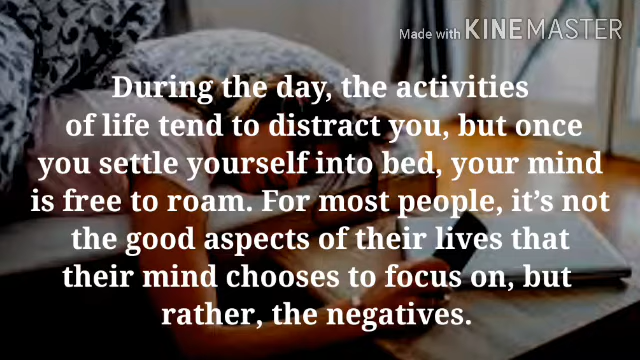 Made with KINEMASTER
During the day, the activities
of life tend to distract you, but once
you settle yourself into bed, your mind
is free to roam. For most people, it’s not
the good aspects of their lives that
their mind chooses to focus on, but
rather, the negatives.